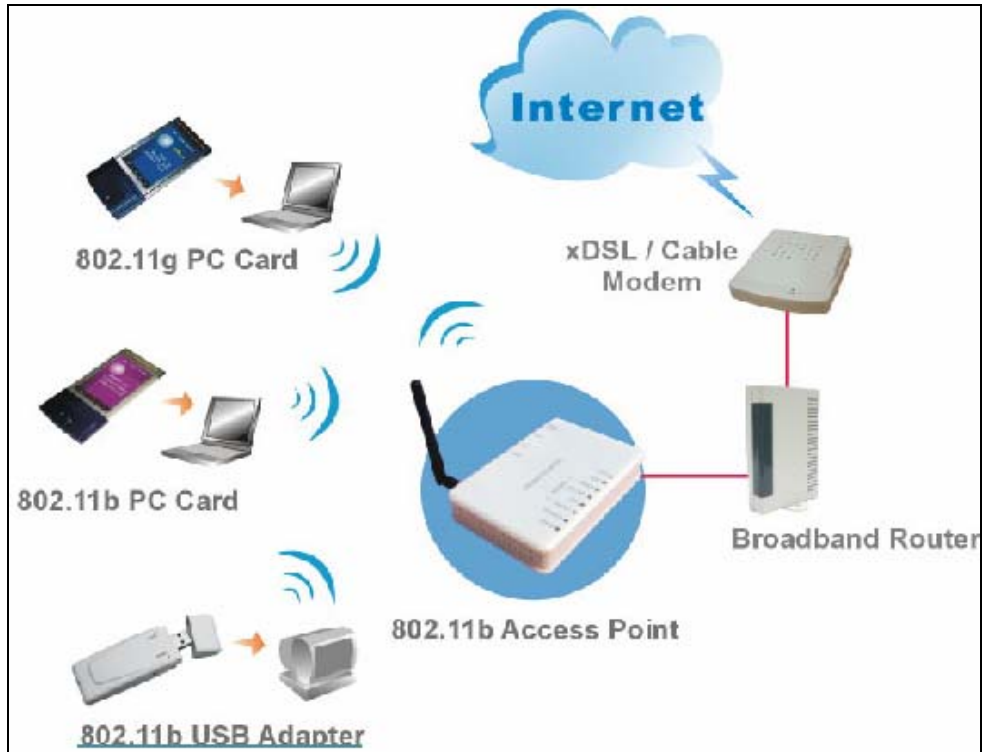 Internet
802.11g PC Card
xDSL / Cable
Modem
802.11b PC Card
Broadband Router
802.11b Access Point
802.11b USB Adapter